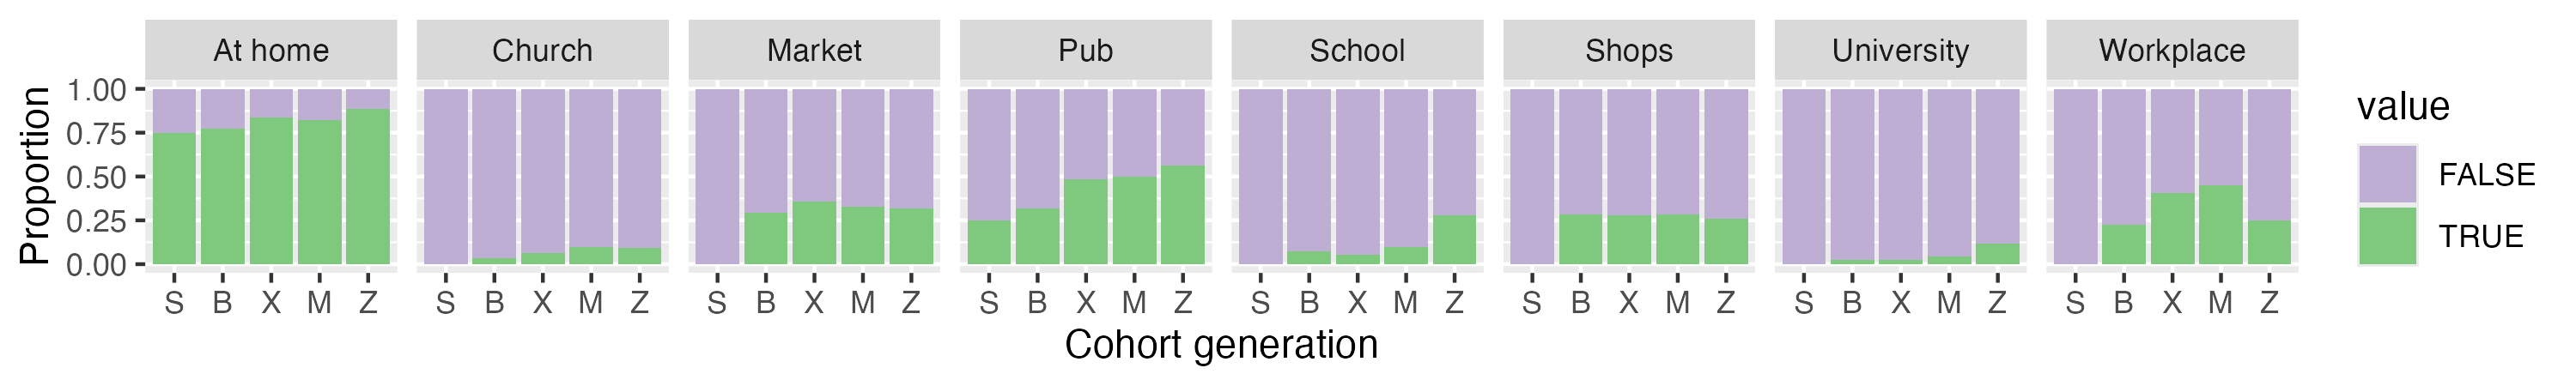 At home Church Market Pub School Shops University Workplace
1.00
0.75
0.50
0.25
0.00
Proportion
S B X M Z S B X M Z S B X M Z S B X M Z S B X M Z S B X M Z S B X M Z S B X M Z
Cohort generation
value
FALSE
TRUE